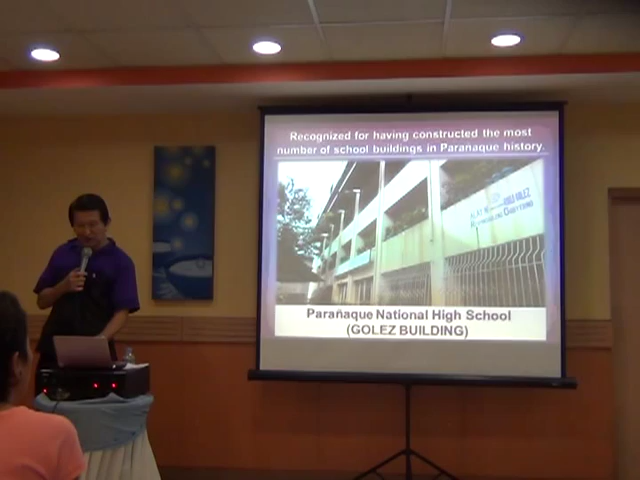 Recognized for having constructed the most
number of school buildings in Parañaque history.
GOLEZ
Parañaque National High School
(GOLEZ BUILDING)